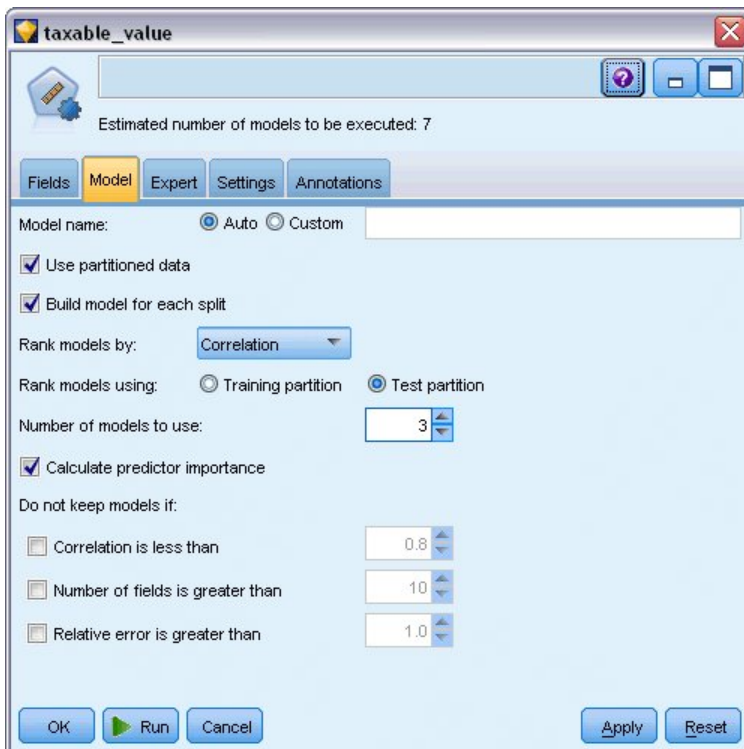 taxable_value
?
Estimated number of models to be executed: 7
Fields Model Expert Settings Annotations
Model name: Auto Custom
Use partitioned data
Build model for each split
Rank models by: Correlation
Rank models using: Training partition Test partition
Number of models to use: 3
Calculate predictor importance
Do not keep models if:
Correlation is less than 0.8
Number of fields is greater than 10
Relative error is greater than 1.0
OK Run Cancel Apply Reset